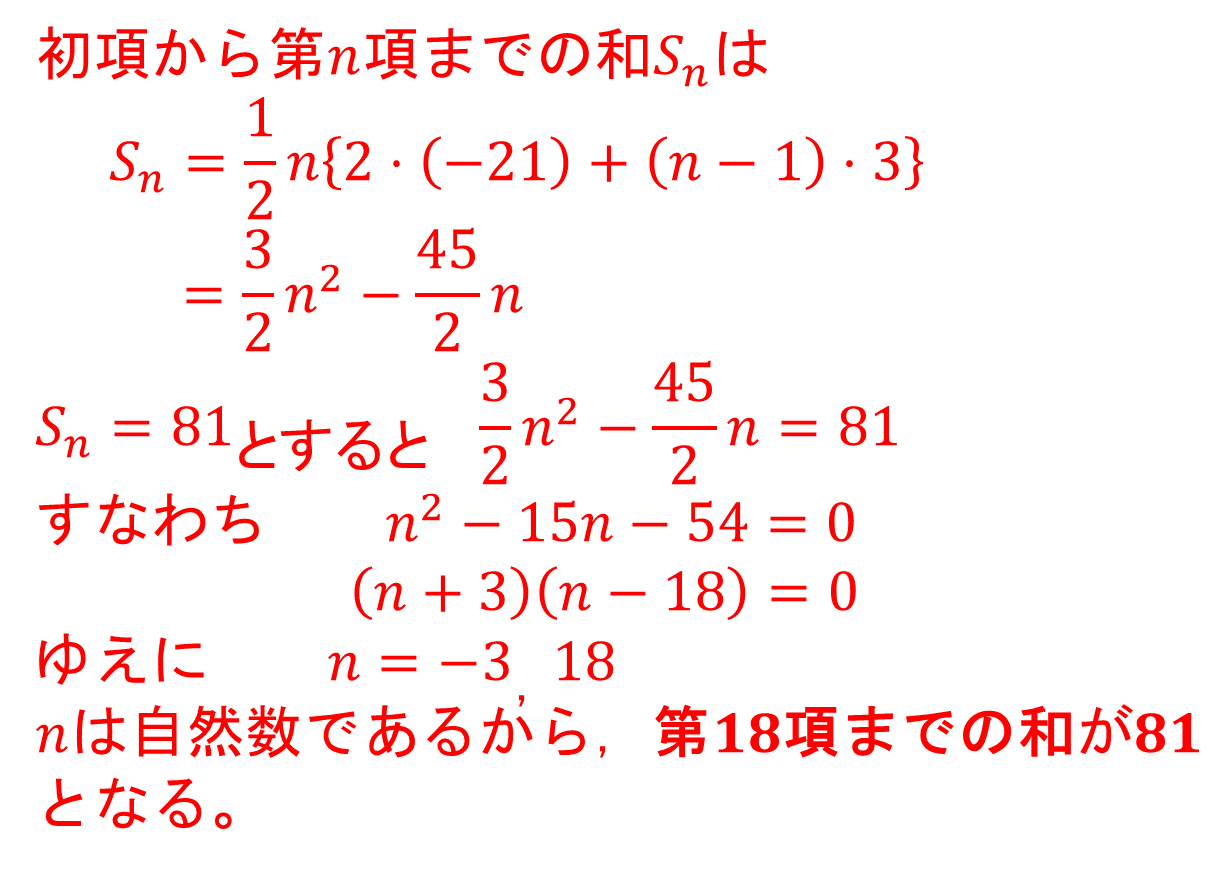 初項から第n項までの和Sₙは
Sₙ = 1/2 n{2・(−21) + (n − 1)・3}
= 3/2 n² − 45/2 n
Sₙ = 81とすると 3/2 n² − 45/2 n = 81
すなわち n² − 15n − 54 = 0
(n + 3)(n − 18) = 0
ゆえに n = −3, 18
nは自然数であるから, 第18項までの和が81
となる。